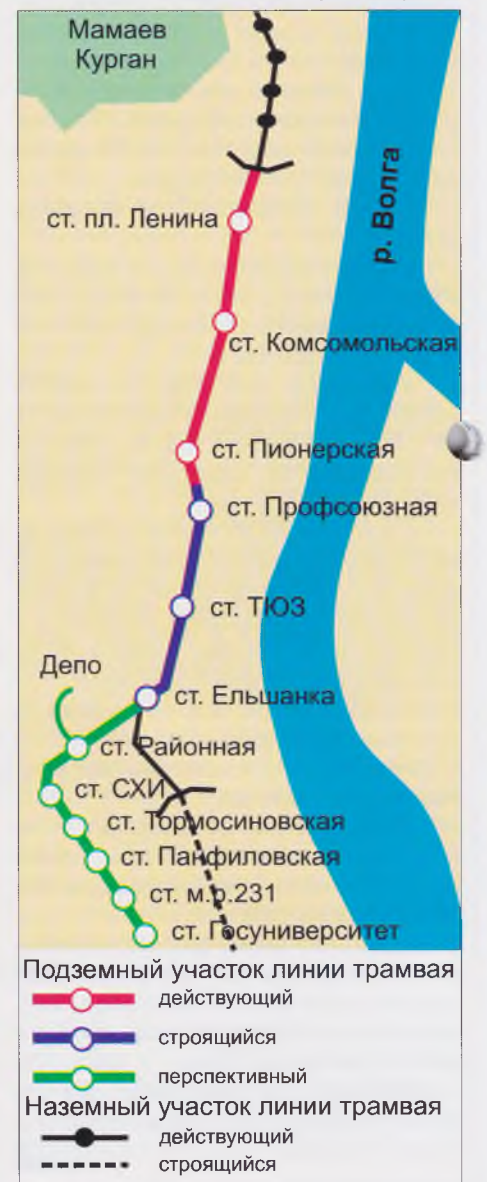 Мамаев
Курган
р. Волга
ст. пл. Ленина
ст. Комсомольская
ст. Пионерская
ст. Профсоюзная
ст. ТЮЗ
Депо
ст. Ельшанка
ст. Районная
ст. СХИ
ст. Тормосиновская
ст. Панфиловская
ст. м.р.231
ст. Госуниверситет
Подземный участок линии трамвая
действующий
строящийся
перспективный
Наземный участок линии трамвая
действующий
строящийся